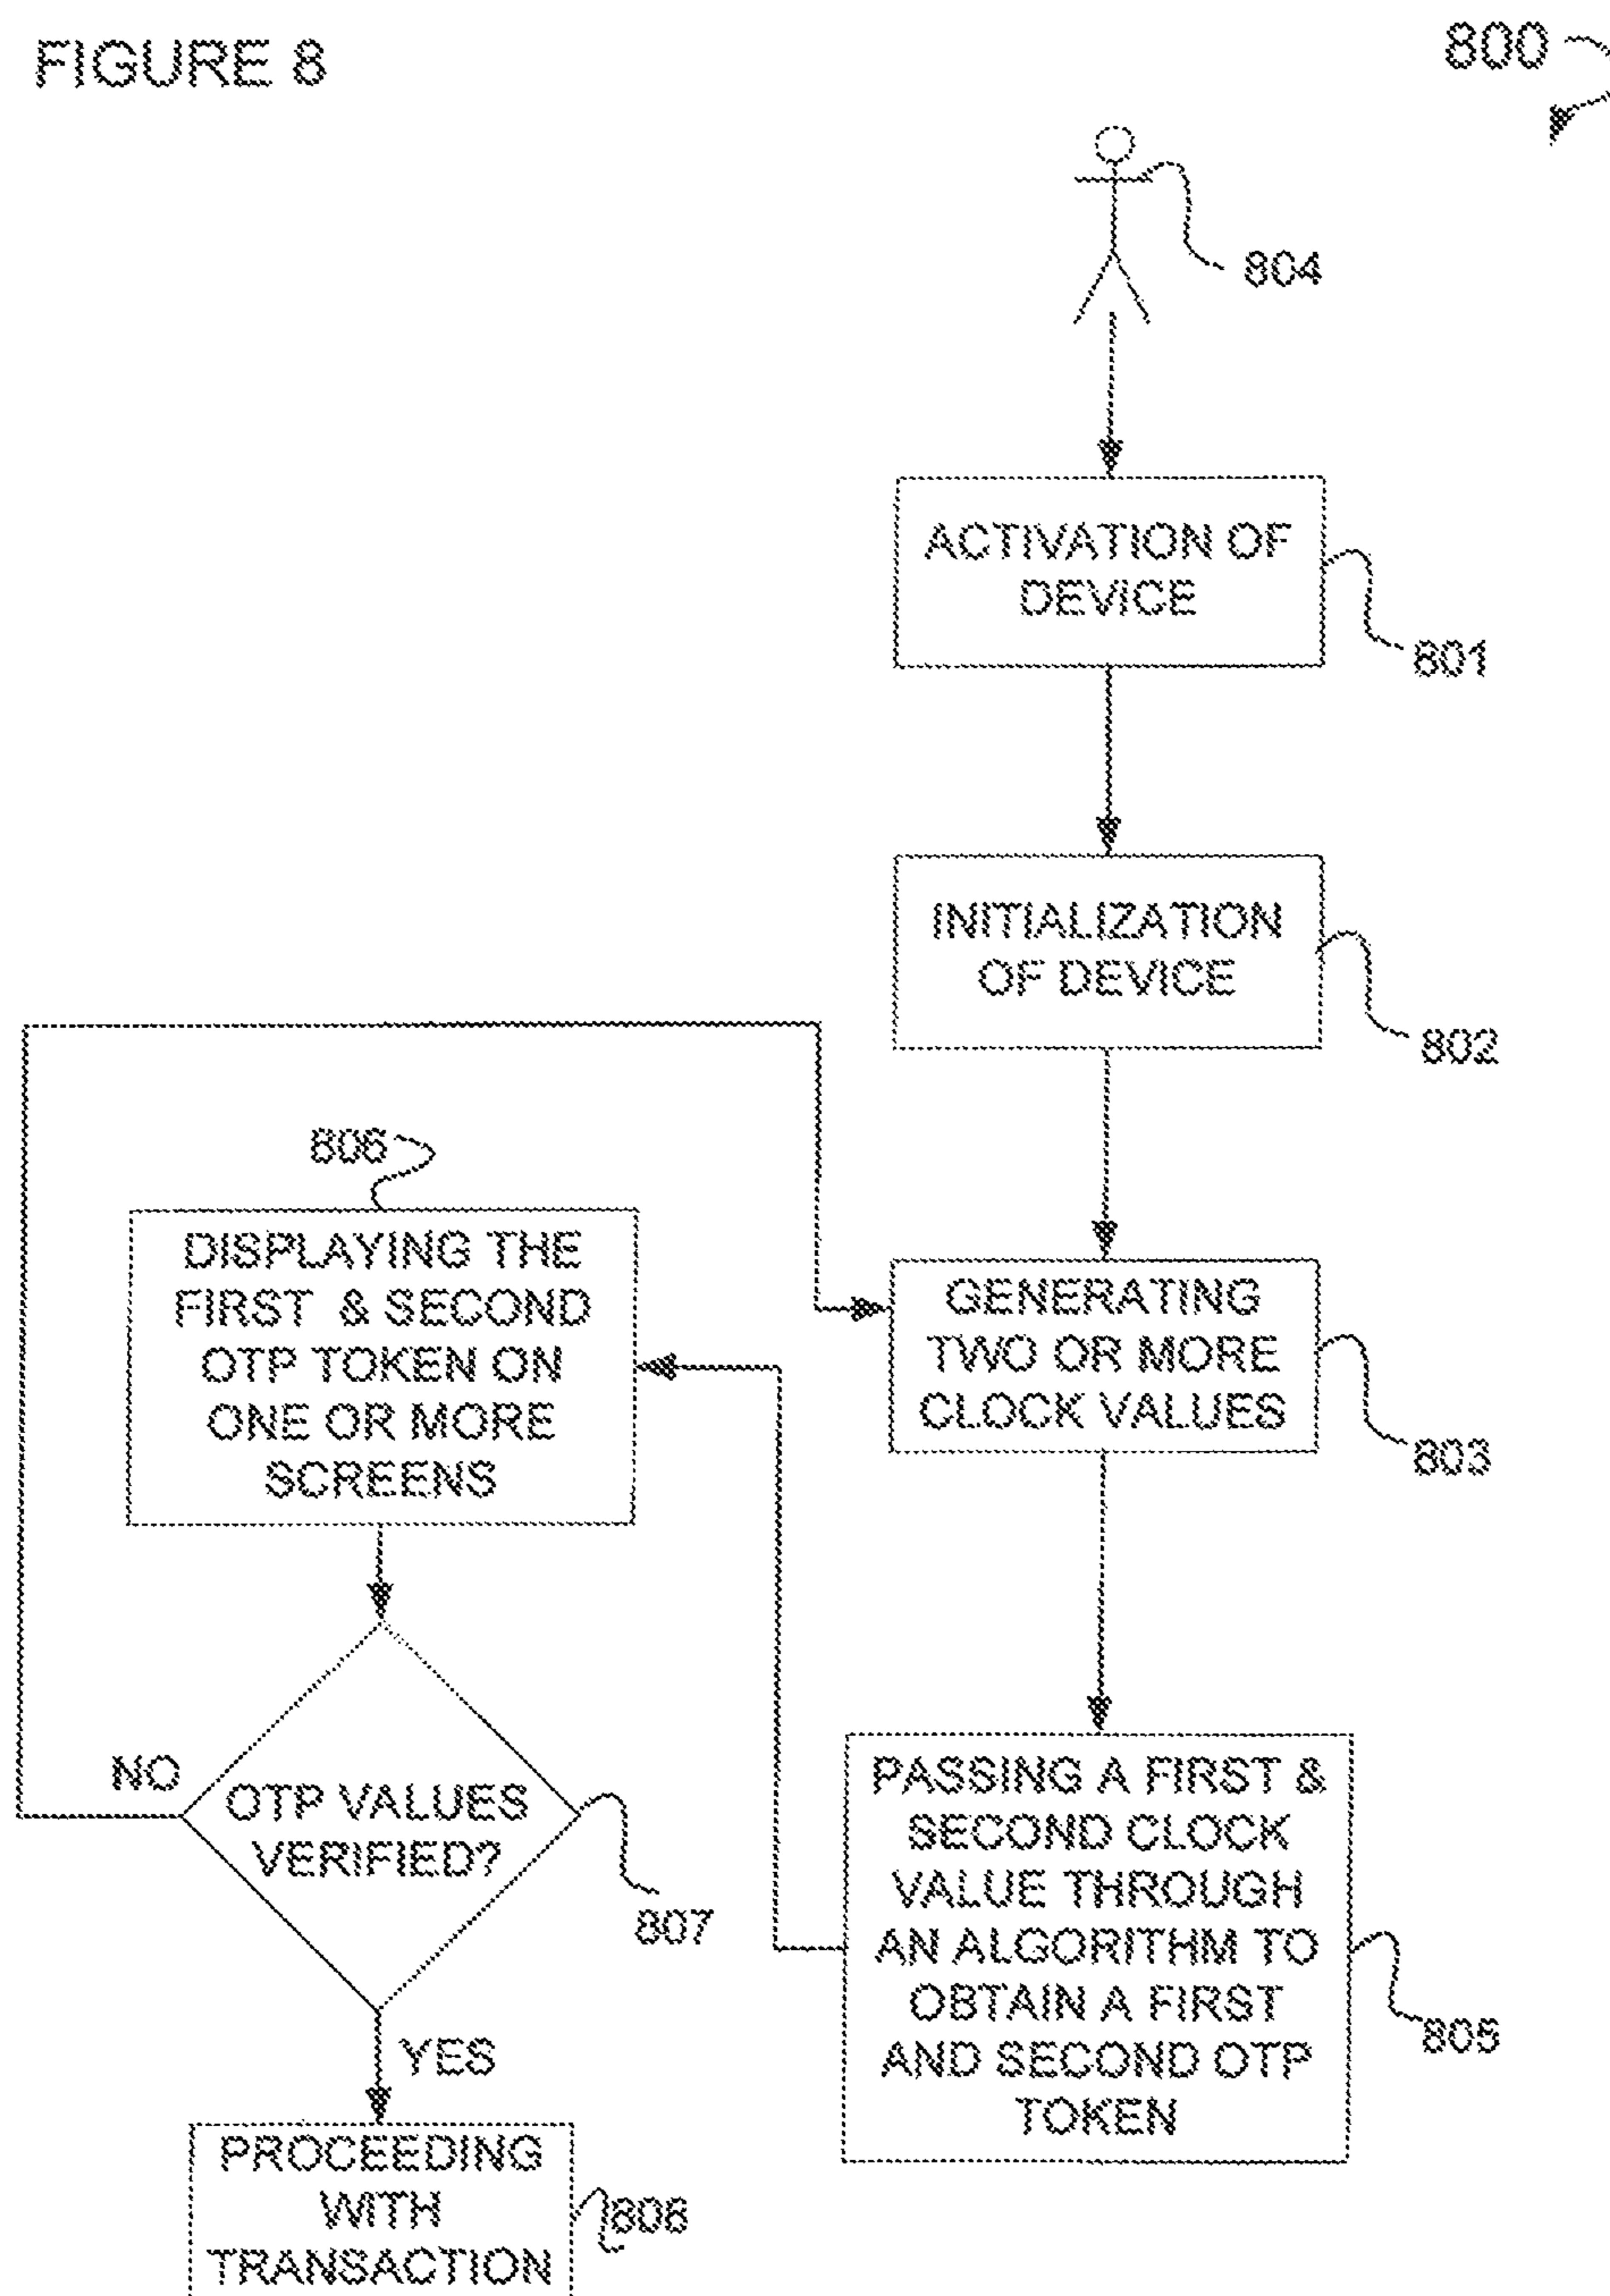 FIGURE 8
800
804
ACTIVATION OF
DEVICE
801
INITIALIZATION
OF DEVICE
802
806
DISPLAYING THE
FIRST & SECOND
OTP TOKEN ON
ONE OR MORE
SCREENS
GENERATING
TWO OR MORE
CLOCK VALUES
803
NO
OTP VALUES
VERIFIED?
807
PASSING A FIRST &
SECOND CLOCK
VALUE THROUGH
AN ALGORITHM TO
OBTAIN A FIRST
AND SECOND OTP
TOKEN
805
YES
PROCEEDING
WITH
TRANSACTION
808